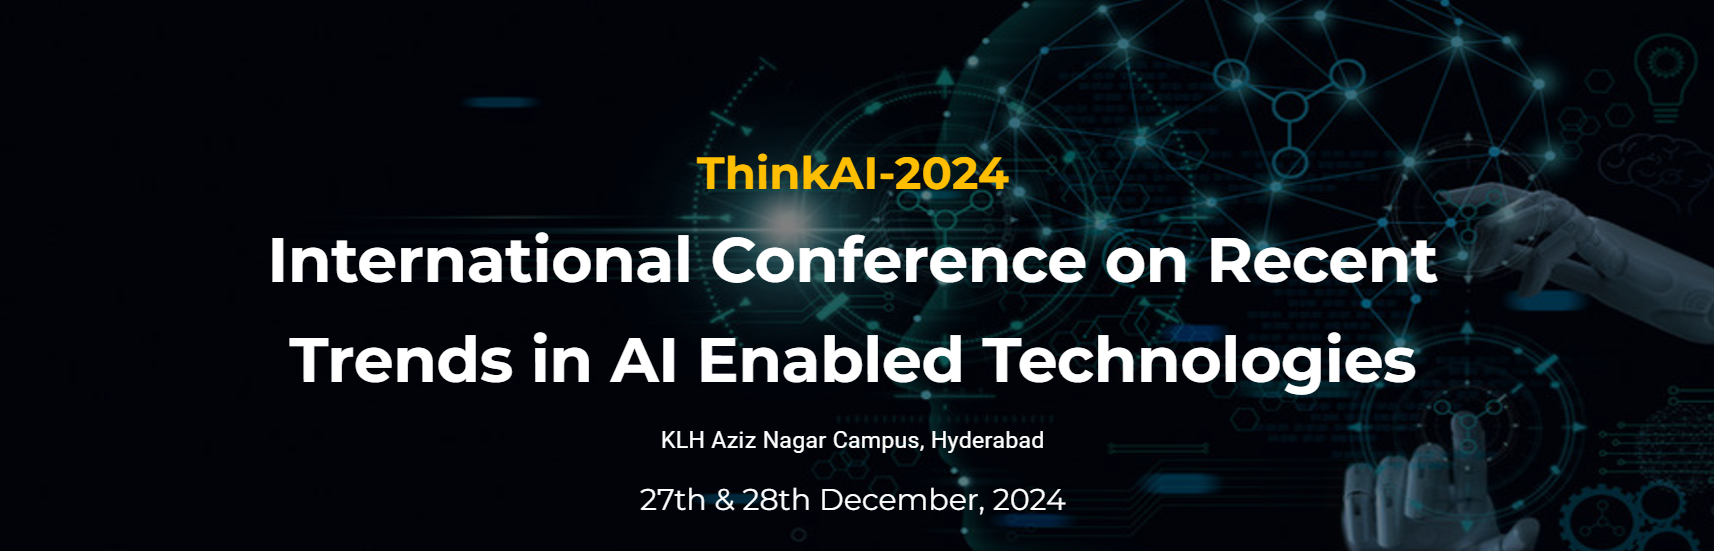 ThinkAI-2024
International Conference on Recent
Trends in AI Enabled Technologies
KLH Aziz Nagar Campus, Hyderabad
27th & 28th December, 2024